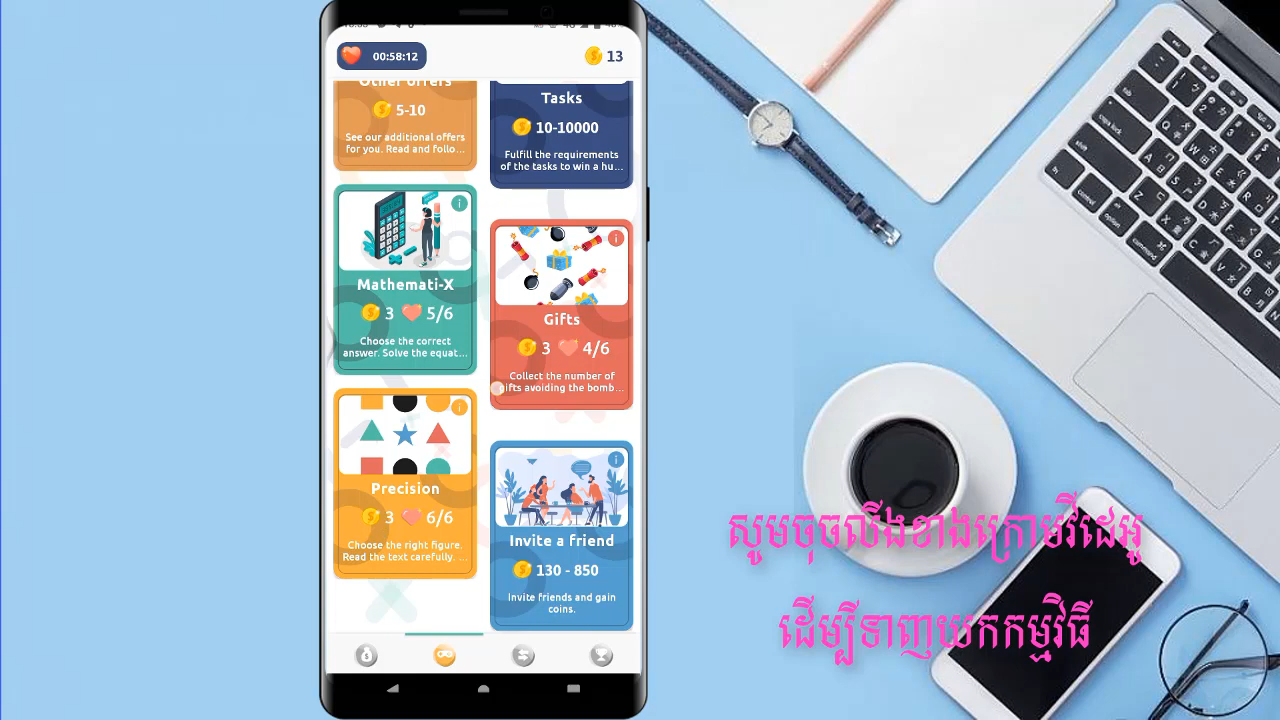 00:58:12
13
Other offers
5-10
See our additional offers
for you. Read and follo...
Tasks
10-10000
Fulfill the requirements
of the tasks to win a hu...
Mathemati-X
3 5/6
Choose the correct
answer. Solve the equat...
Gifts
3 4/6
Collect the number of
gifts avoiding the bomb...
Precision
3 6/6
Choose the right figure.
Read the text carefully. ...
Invite a friend
130 - 850
Invite friends and gain
coins.
សូមចុចលីងខាងក្រោមវីដេអូ
ដើម្បីទាញយកកម្មវិធី